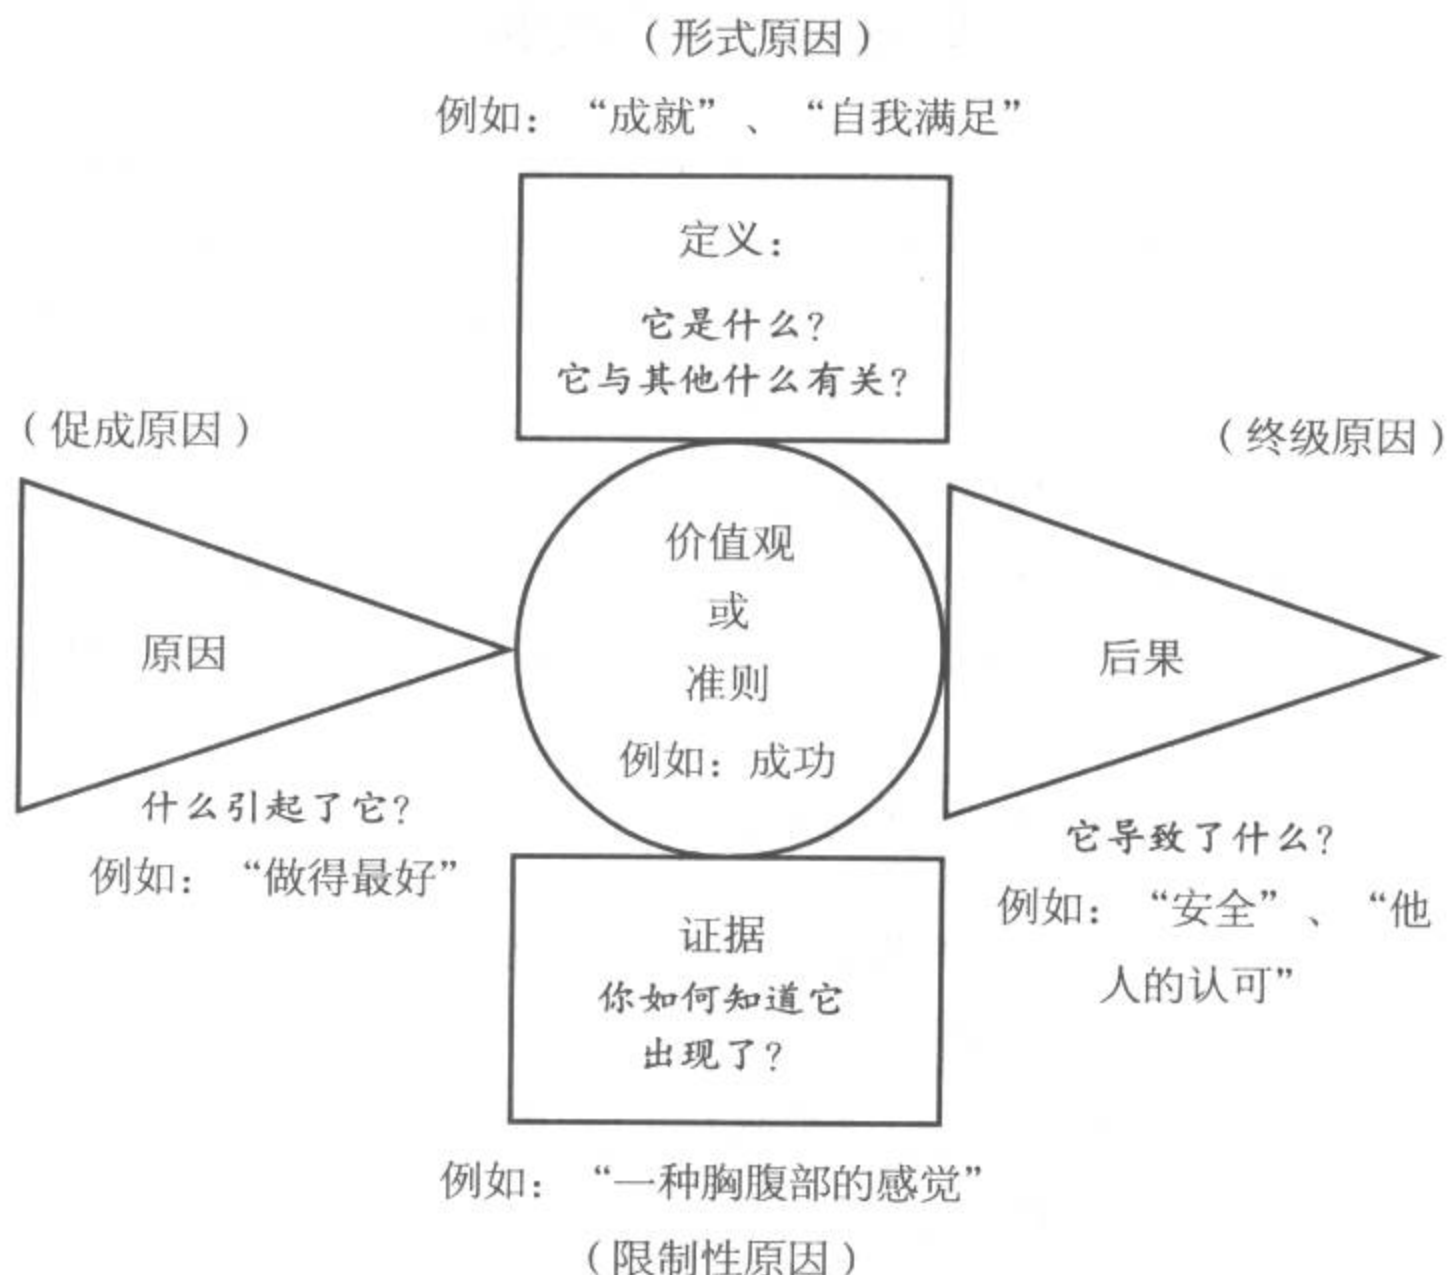 （形式原因）
例如：“成就”、“自我满足”
定义：
它是什么？
它与其他什么有关？
（促成原因）
原因
什么引起了它？
例如：“做得最好”
价值观
或
准则
例如：成功
（终级原因）
后果
它导致了什么？
例如：“安全”、“他
人的认可”
证据
你如何知道它
出现了？
例如：“一种胸腹部的感觉”
（限制性原因）